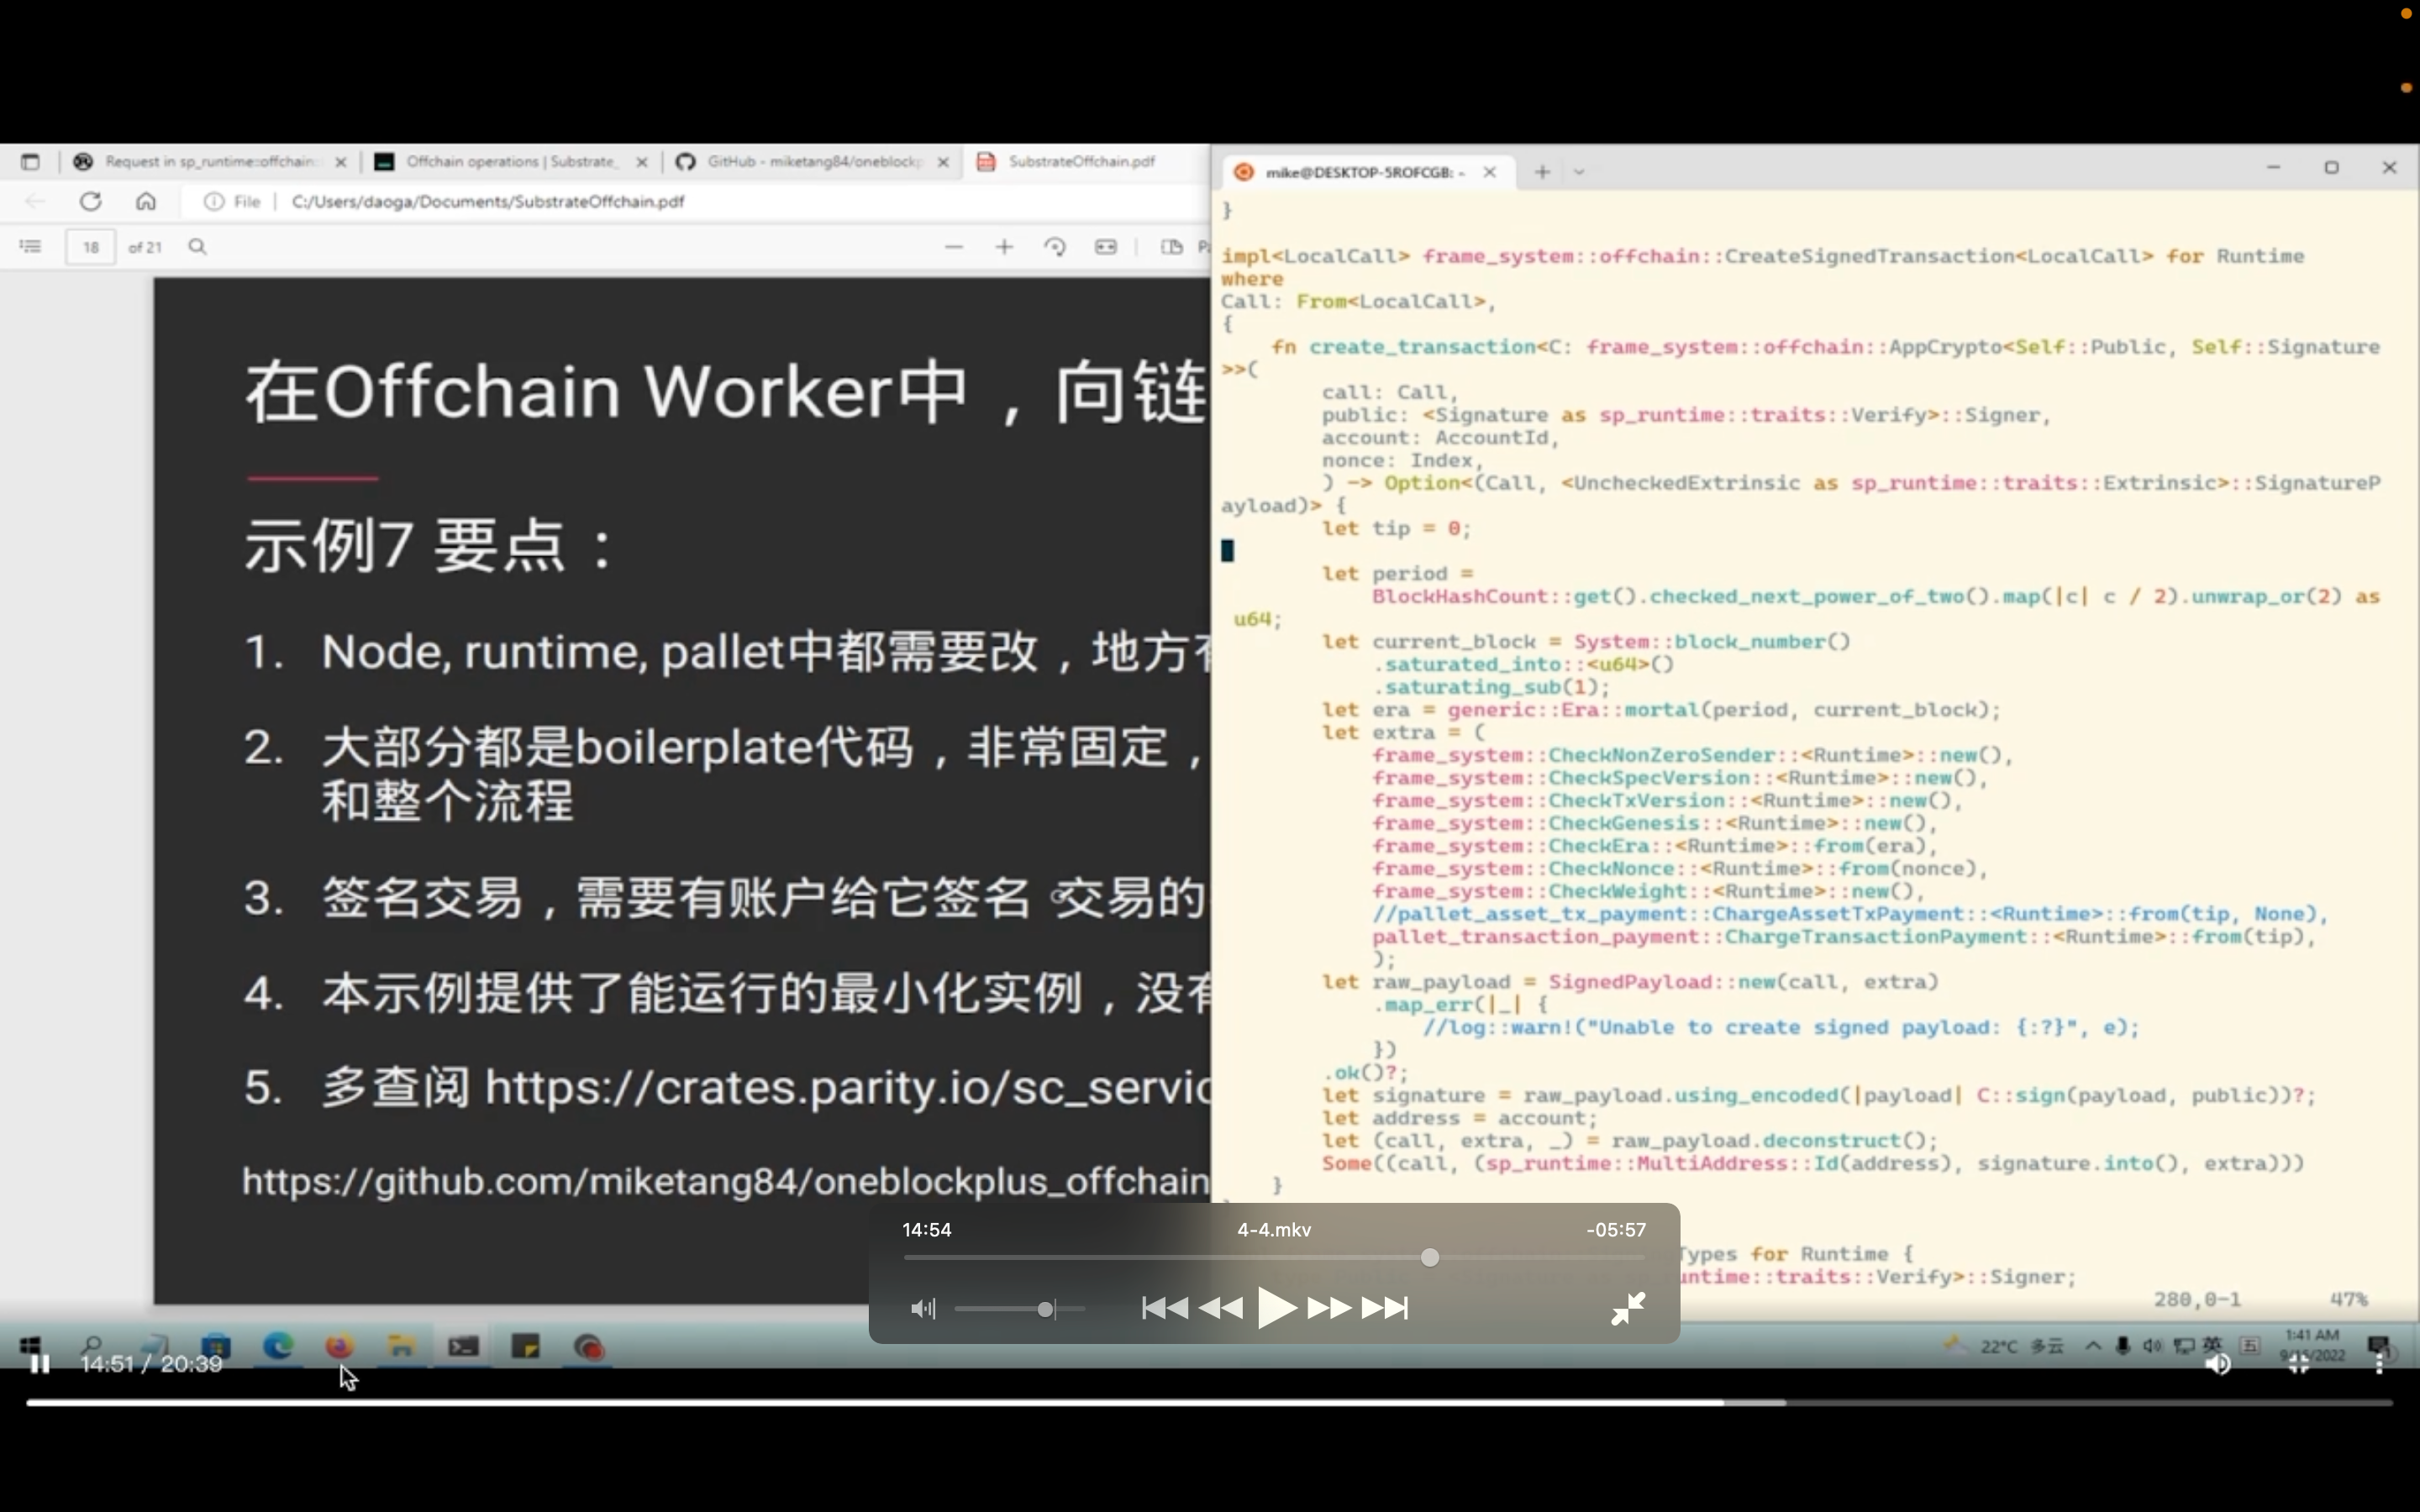 Request in sp_runtime::offchain:
Offchain operations | Substrate_
GitHub - miketang84/oneblockp
SubstrateOffchain.pdf
File
C:/Users/daoga/Documents/SubstrateOffchain.pdf
18
of 21
在Offchain Worker中，向链
示例7 要点：
1. Node, runtime, pallet中都需要改，地方
2. 大部分都是boilerplate代码，非常固定，
和整个流程
3. 签名交易，需要有账户给它签名 交易的
4. 本示例提供了能运行的最小化实例，没有
5. 多查阅 https://crates.parity.io/sc_servic
https://github.com/miketang84/oneblockplus_offchain
mike@DESKTOP-5ROFCGB: ~
}
impl<LocalCall> frame_system::offchain::CreateSignedTransaction<LocalCall> for Runtime
where
Call: From<LocalCall>,
{
fn create_transaction<C: frame_system::offchain::AppCrypto<Self::Public, Self::Signature
>>(
call: Call,
public: <Signature as sp_runtime::traits::Verify>::Signer,
account: AccountId,
nonce: Index,
) -> Option<(Call, <UncheckedExtrinsic as sp_runtime::traits::Extrinsic>::SignatureP
ayload)> {
let tip = 0;
let period =
BlockHashCount::get().checked_next_power_of_two().map(|c| c / 2).unwrap_or(2) as
u64;
let current_block = System::block_number()
.saturated_into::<u64>()
.saturating_sub(1);
let era = generic::Era::mortal(period, current_block);
let extra = (
frame_system::CheckNonZeroSender::<Runtime>::new(),
frame_system::CheckSpecVersion::<Runtime>::new(),
frame_system::CheckTxVersion::<Runtime>::new(),
frame_system::CheckGenesis::<Runtime>::new(),
frame_system::CheckEra::<Runtime>::from(era),
frame_system::CheckNonce::<Runtime>::from(nonce),
frame_system::CheckWeight::<Runtime>::new(),
//pallet_asset_tx_payment::ChargeAssetTxPayment::<Runtime>::from(tip, None),
pallet_transaction_payment::ChargeTransactionPayment::<Runtime>::from(tip),
);
let raw_payload = SignedPayload::new(call, extra)
.map_err(|_| {
//log::warn!("Unable to create signed payload: {:?}", e);
})
.ok()?;
let signature = raw_payload.using_encoded(|payload| C::sign(payload, public))?;
let address = account;
let (call, extra, _) = raw_payload.deconstruct();
Some((call, (sp_runtime::MultiAddress::Id(address), signature.into(), extra)))
}
Types for Runtime {
untime::traits::Verify>::Signer;
280,0-1
47%
14:54
4-4.mkv
-05:57
22°C 多云
英
五
1:41 AM
9/15/2022
14:51 / 20:39